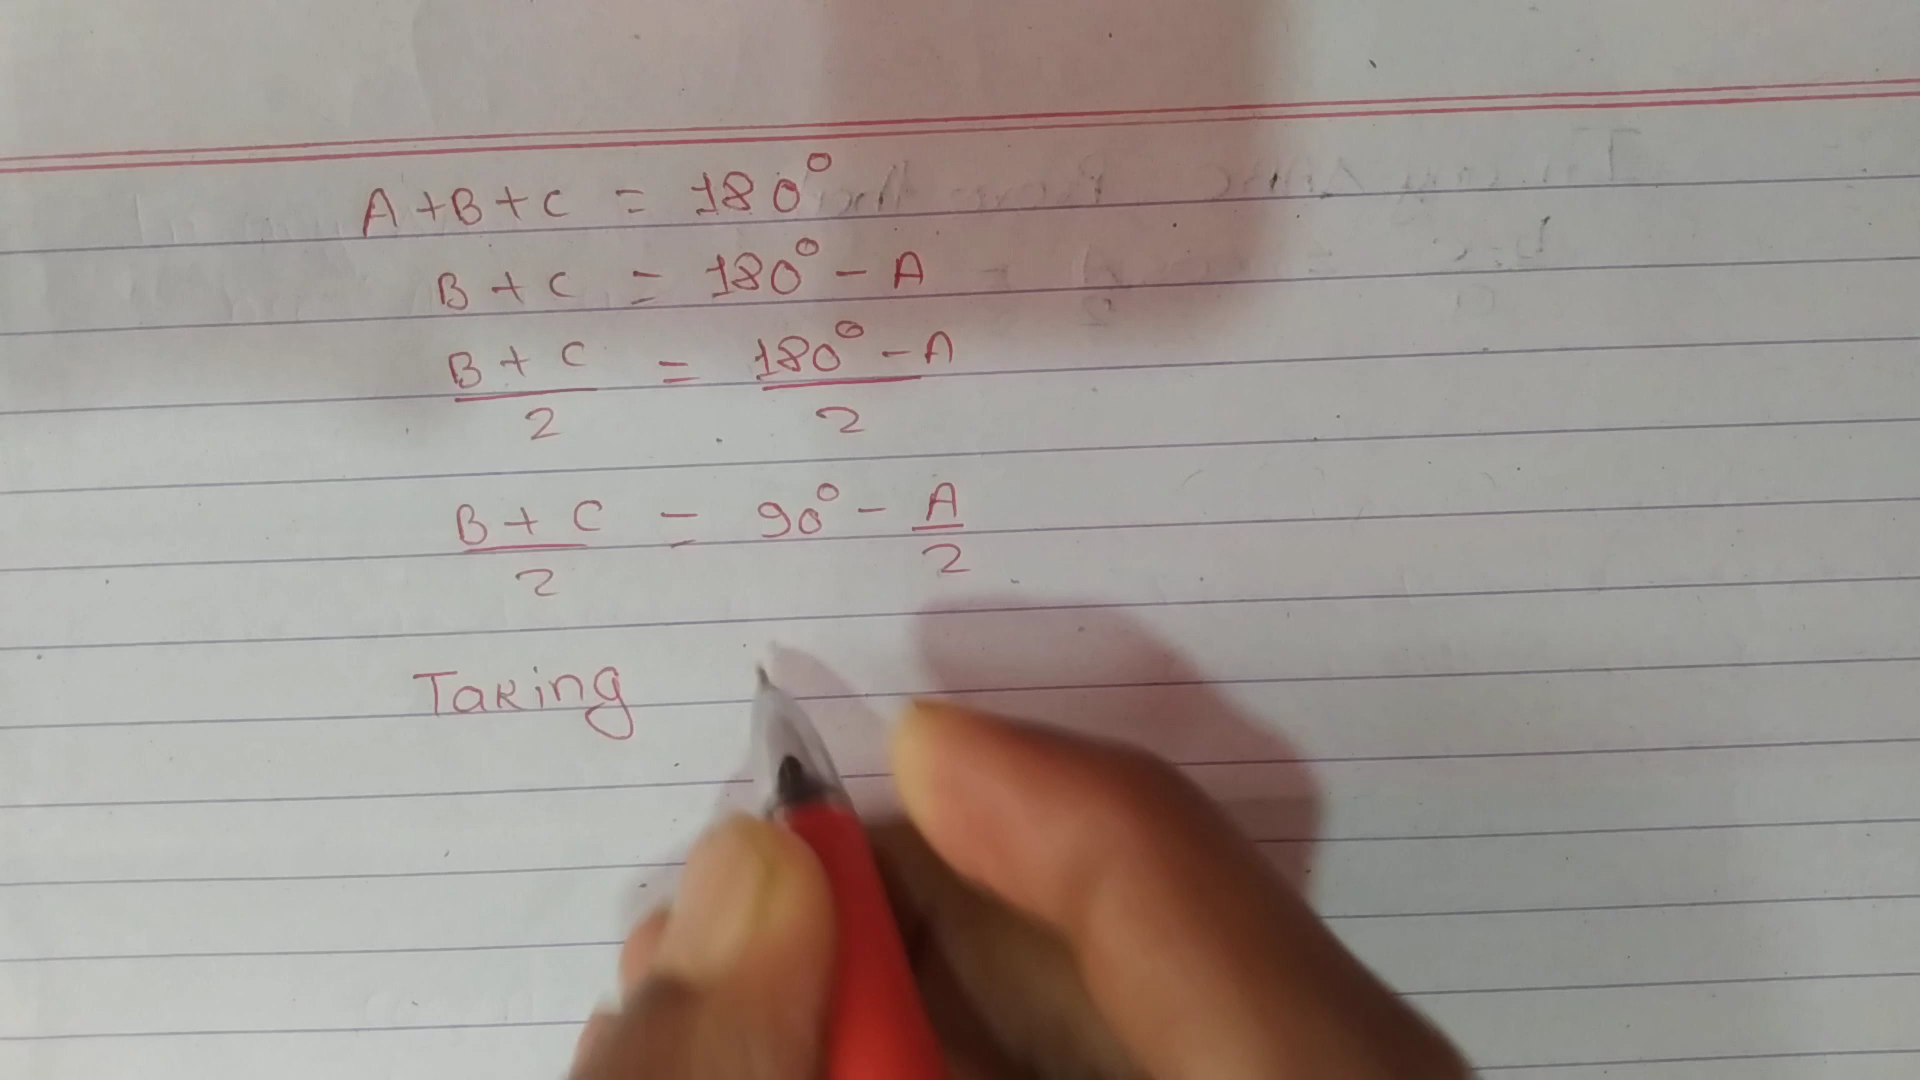 A + B + C = 180°
B + C = 180° - A
B + C / 2 = 180° - A / 2
B + C / 2 = 90° - A / 2
Taking